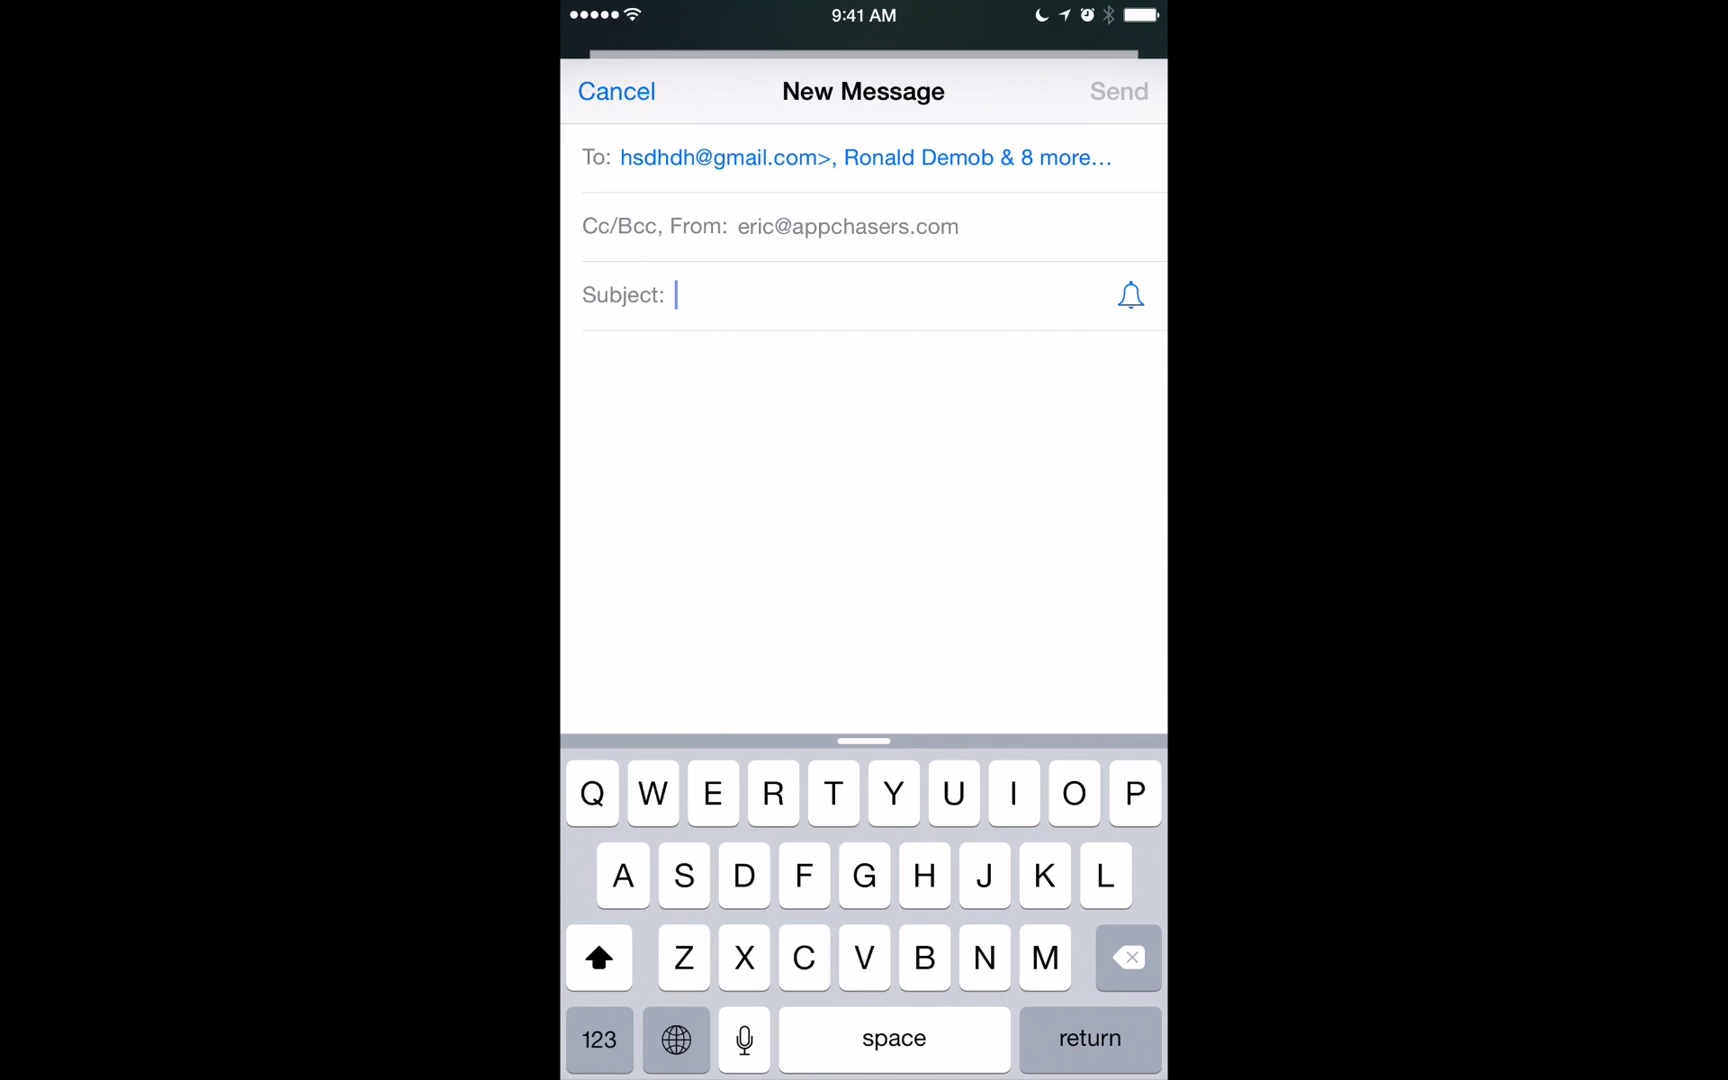 9:41 AM
Cancel New Message Send
To: hsdhdh@gmail.com>, Ronald Demob & 8 more...
Cc/Bcc, From: eric@appchasers.com
Subject:
Q W E R T Y U I O P
A S D F G H J K L
Z X C V B N M
123 space return